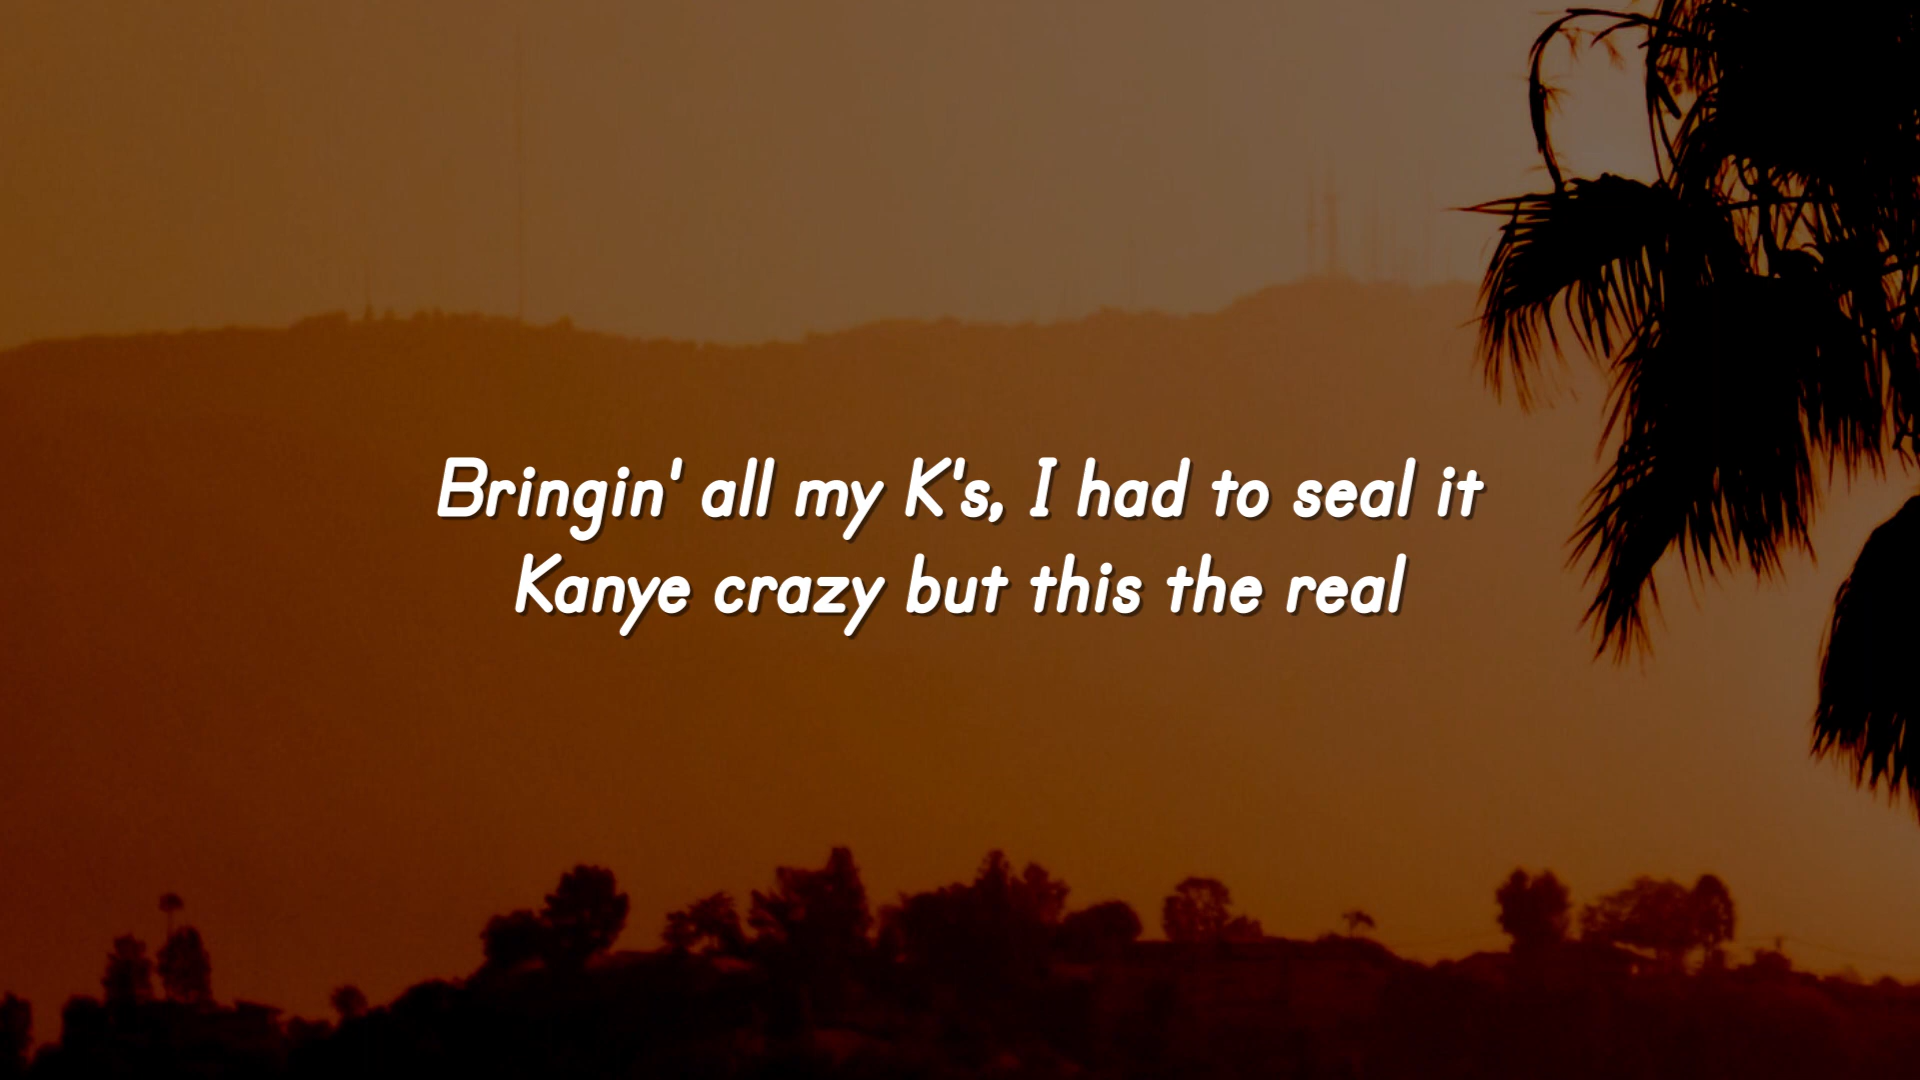 Bringin' all my K's, I had to seal it
Kanye crazy but this the real